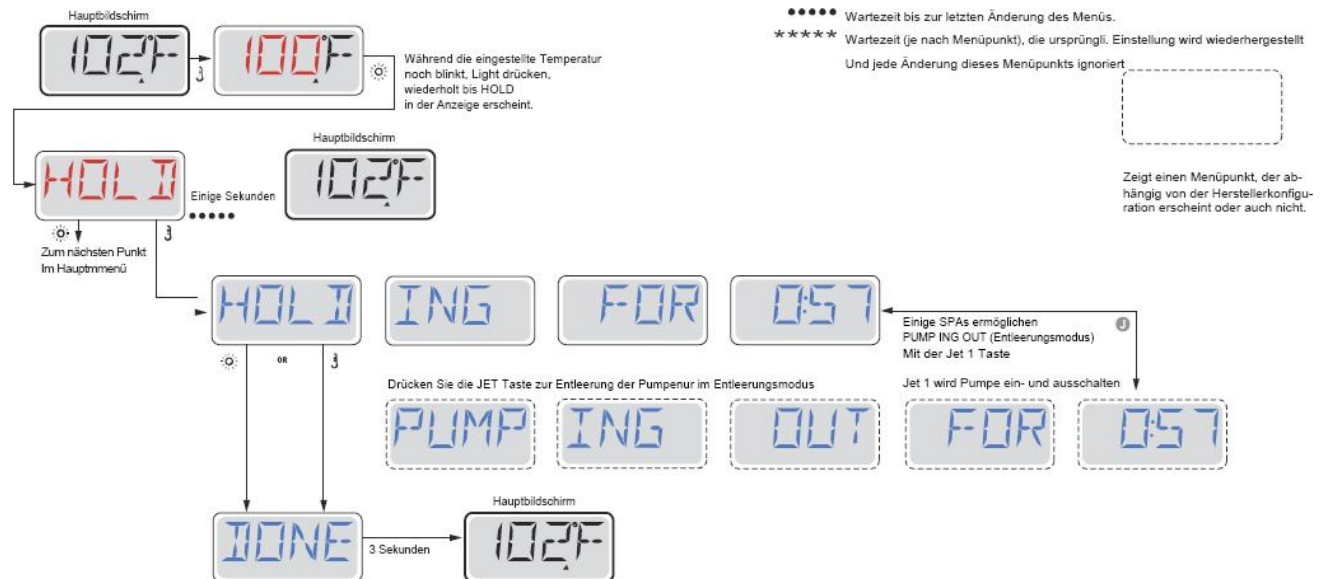 Hauptbildschirm
102°F
100°F
Während die eingestellte Temperatur
noch blinkt, Light drücken,
wiederholt bis HOLD
in der Anzeige erscheint.
••••• Wartezeit bis zur letzten Änderung des Menüs.
***** Wartezeit (je nach Menüpunkt), die ursprüngli. Einstellung wird wiederhergestellt
Und jede Änderung dieses Menüpunkts ignoriert
Zeigt einen Menüpunkt, der ab-
hängig von der Herstellerkonfigu-
ration erscheint oder auch nicht.
HOLD
Einige Sekunden
•••••
Hauptbildschirm
102°F
Zum nächsten Punkt
Im Hauptmmenü
HOLD ING FOR 0:57
OR
Einige SPAs ermöglichen
PUMP ING OUT (Entleerungsmodus)
Mit der Jet 1 Taste
J
Drücken Sie die JET Taste zur Entleerung der Pumpenur im Entleerungsmodus
Jet 1 wird Pumpe ein- und ausschalten
PUMP ING OUT FOR 0:57
DONE
3 Sekunden
Hauptbildschirm
102°F